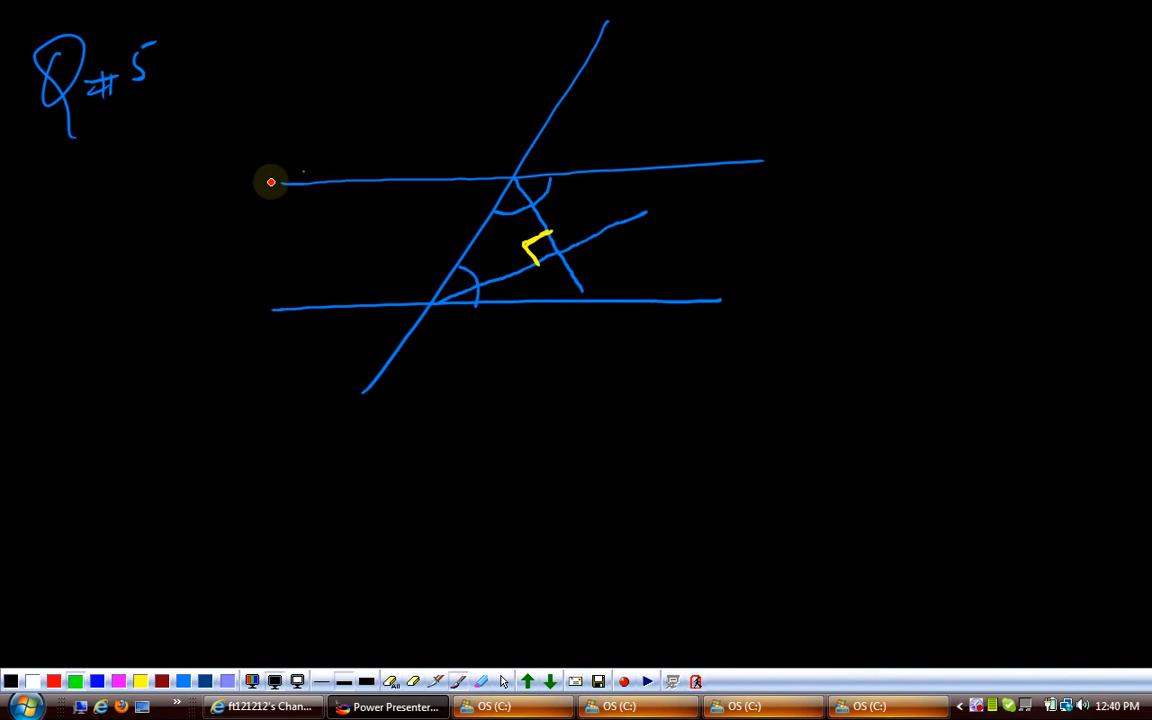 Q#5
ft121212's Chan...
Power Presenter...
OS (C:)
OS (C:)
OS (C:)
OS (C:)
12:40 PM